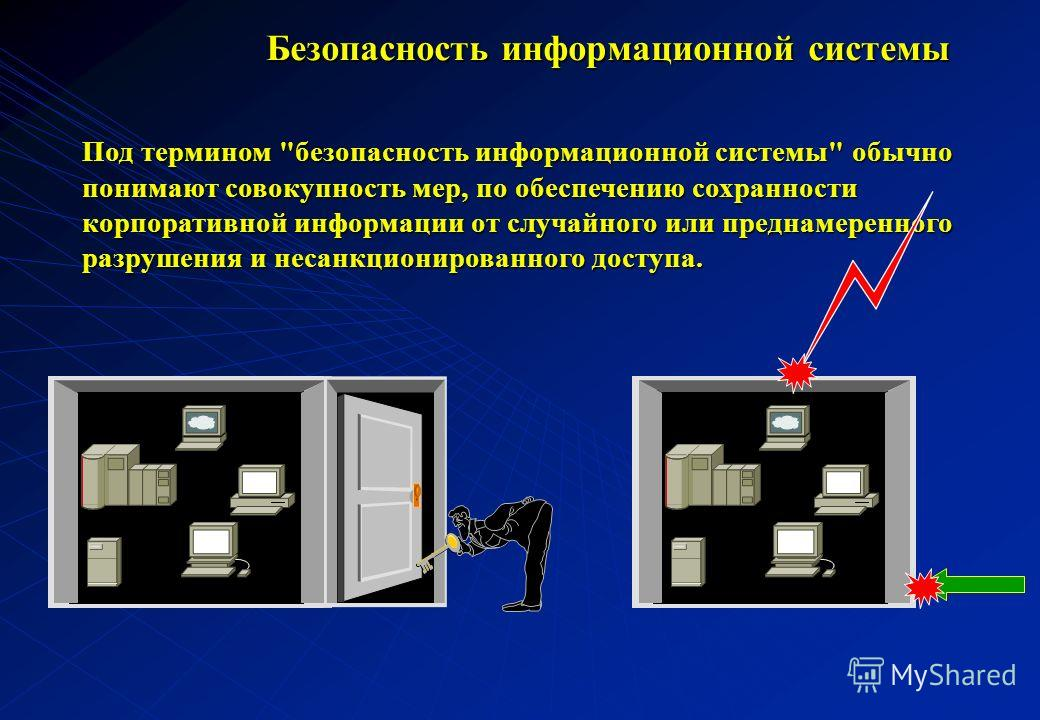 Безопасность информационной системы
Под термином "безопасность информационной системы" обычно
понимают совокупность мер, по обеспечению сохранности
корпоративной информации от случайного или преднамеренного
разрушения и несанкционированного доступа.
MyShared